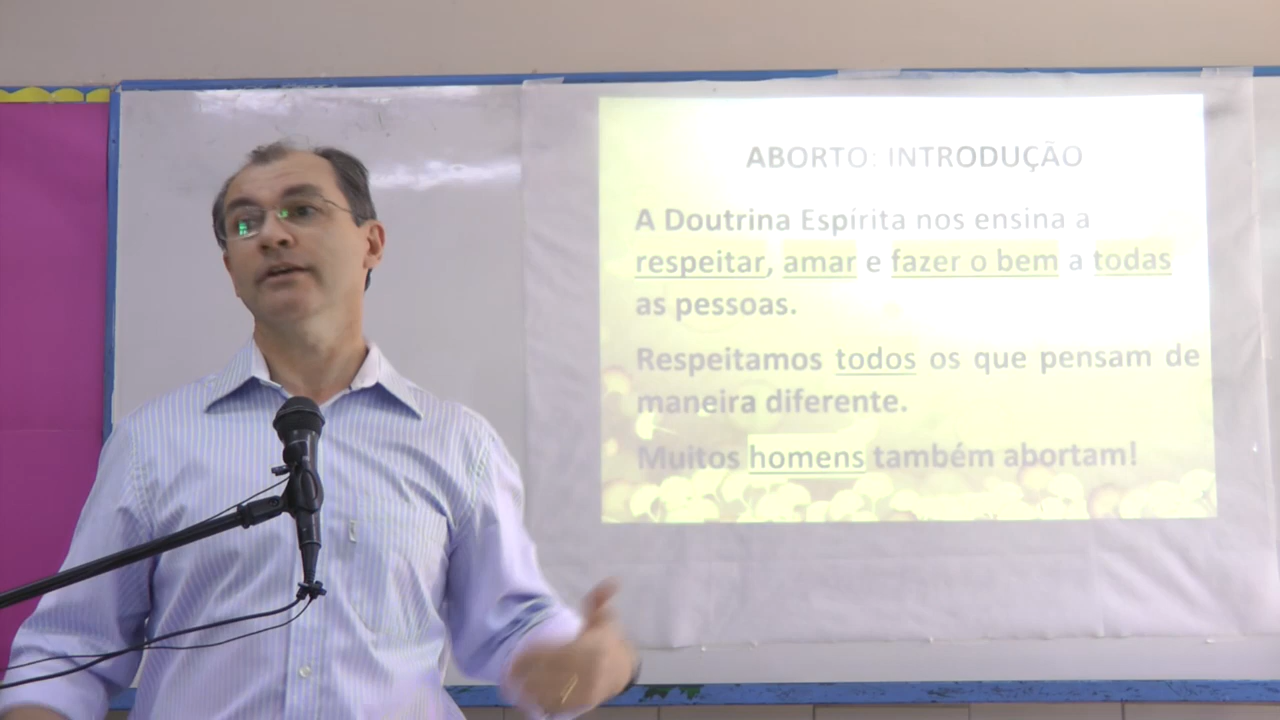 ABORTO: INTRODUÇÃO
A Doutrina Espírita nos ensina a
respeitar, amar e fazer o bem a todas
as pessoas.
Respeitamos todos os que pensam de
maneira diferente.
Muitos homens também abortam!